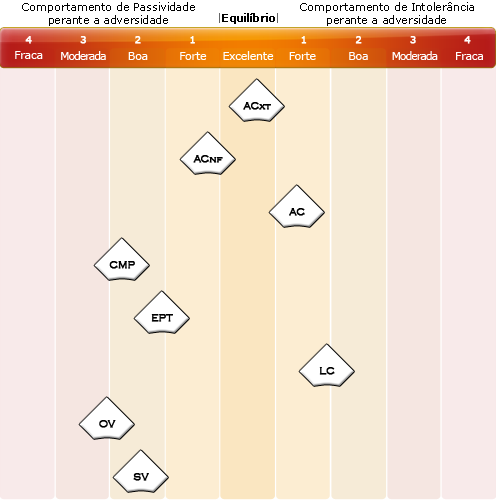 Comportamento de Passividade
perante a adversidade
|Equilíbrio|
Comportamento de Intolerância
perante a adversidade
4 3 2 1 1 2 3 4
Fraca Moderada Boa Forte Excelente Forte Boa Moderada Fraca
ACXT
ACNF
AC
CMP
EPT
LC
OV
SV